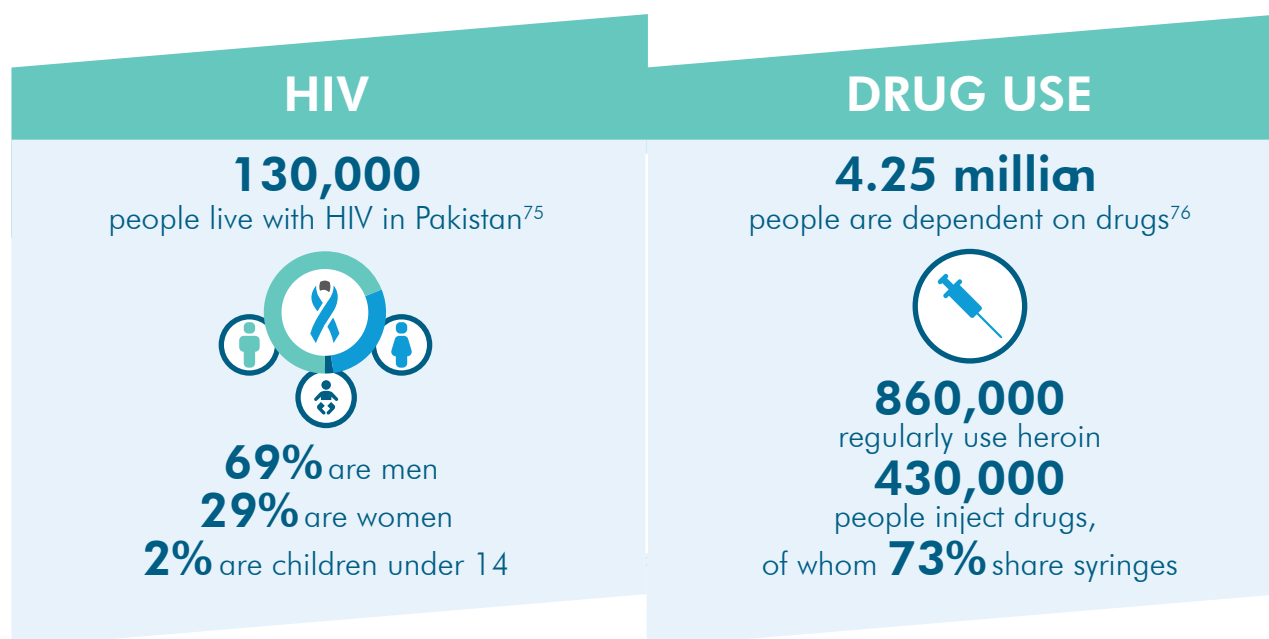 HIV
130,000
people live with HIV in Pakistan75
69% are men
29% are women
2% are children under 14
DRUG USE
4.25 million
people are dependent on drugs76
860,000
regularly use heroin
430,000
people inject drugs,
of whom 73% share syringes